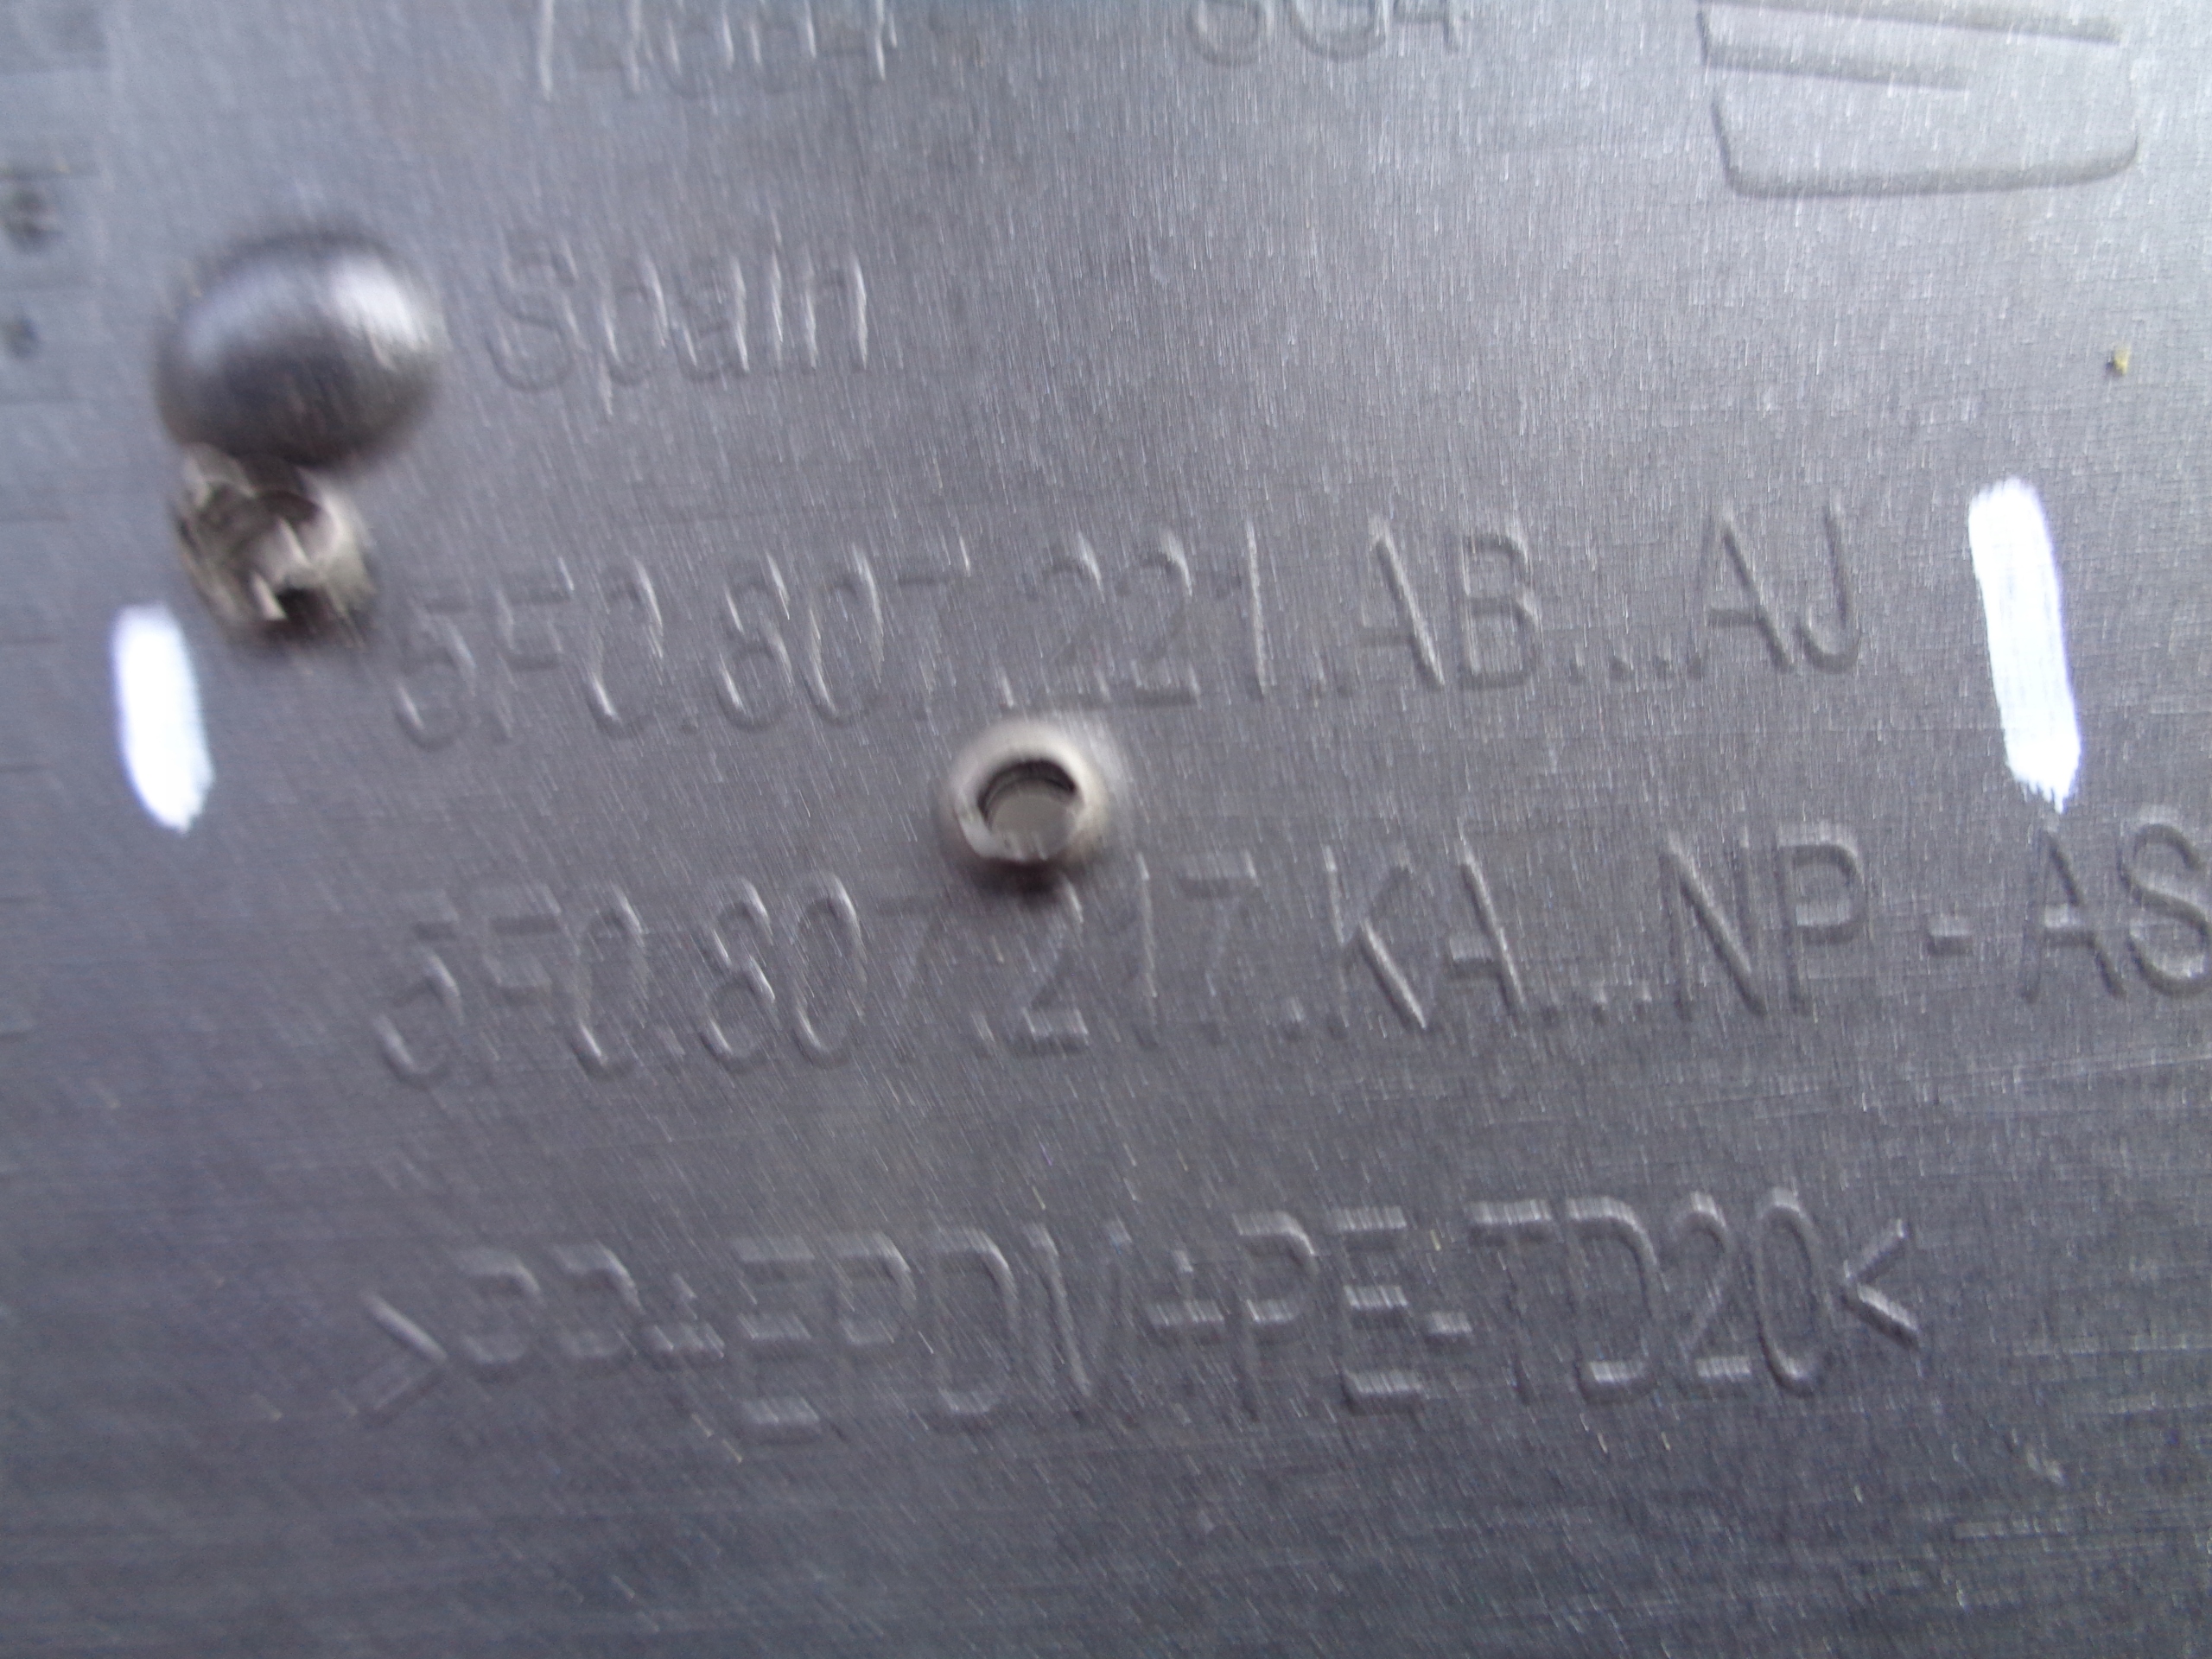 Spain
5F0.807.221.AB...AJ
5F0.807.217.KA...NP - AS
>PP+EPDM+PE-TD20<